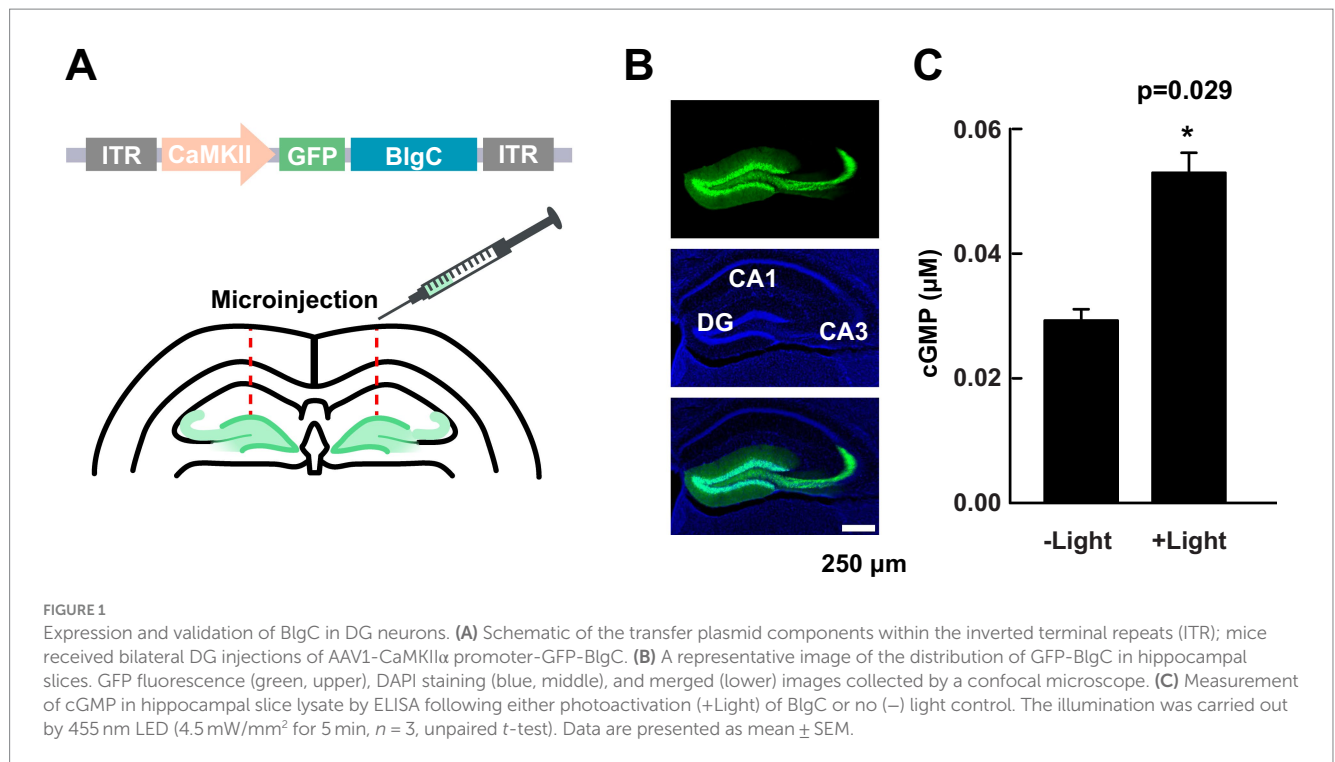 A
ITR CaMKII GFP BlgC ITR
Microinjection
B
CA1
DG
CA3
250 µm
C
p=0.029
*
0.06
0.04
0.02
0.00
cGMP (µM)
-Light +Light
FIGURE 1
Expression and validation of BlgC in DG neurons. (A) Schematic of the transfer plasmid components within the inverted terminal repeats (ITR); mice
received bilateral DG injections of AAV1-CaMKIIα promoter-GFP-BlgC. (B) A representative image of the distribution of GFP-BlgC in hippocampal
slices. GFP fluorescence (green, upper), DAPI staining (blue, middle), and merged (lower) images collected by a confocal microscope. (C) Measurement
of cGMP in hippocampal slice lysate by ELISA following either photoactivation (+Light) of BlgC or no (−) light control. The illumination was carried out
by 455 nm LED (4.5 mW/mm² for 5 min, n = 3, unpaired t-test). Data are presented as mean ± SEM.